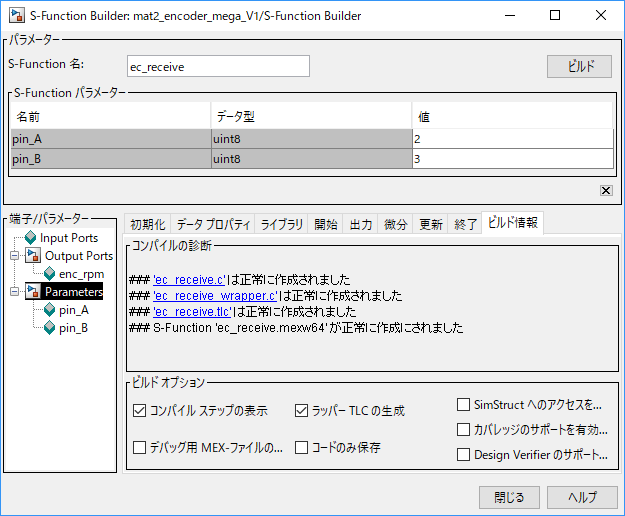 S-Function Builder: mat2_encoder_mega_V1/S-Function Builder
パラメーター
S-Function 名:
ec_receive
ビルド
S-Function パラメーター
名前 データ型 値
pin_A uint8 2
pin_B uint8 3
端子/パラメーター
Input Ports
Output Ports
enc_rpm
Parameters
pin_A
pin_B
初期化 データ プロパティ ライブラリ 開始 出力 微分 更新 終了 ビルド情報
コンパイルの診断
### 'ec_receive.c'は正常に作成されました
### 'ec_receive_wrapper.c'は正常に作成されました
### 'ec_receive.tlc'は正常に作成されました
### S-Function 'ec_receive.mexw64'が正常に作成にされました
ビルド オプション
コンパイル ステップの表示
ラッパー TLC の生成
SimStruct へのアクセスを...
カバレッジのサポートを有効...
デバッグ用 MEX-ファイルの...
コードのみ保存
Design Verifier のサポート...
閉じる
ヘルプ